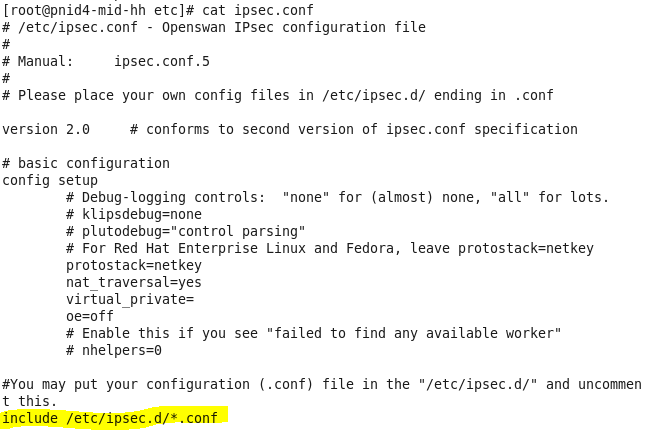 [root@pnid4-mid-hh etc]# cat ipsec.conf
# /etc/ipsec.conf - Openswan IPsec configuration file
#
# Manual:     ipsec.conf.5
#
# Please place your own config files in /etc/ipsec.d/ ending in .conf

version 2.0     # conforms to second version of ipsec.conf specification

# basic configuration
config setup
        # Debug-logging controls:  "none" for (almost) none, "all" for lots.
        # klipsdebug=none
        # plutodebug="control parsing"
        # For Red Hat Enterprise Linux and Fedora, leave protostack=netkey
        protostack=netkey
        nat_traversal=yes
        virtual_private=
        oe=off
        # Enable this if you see "failed to find any available worker"
        # nhelpers=0

#You may put your configuration (.conf) file in the "/etc/ipsec.d/" and uncommen
t this.
include /etc/ipsec.d/*.conf